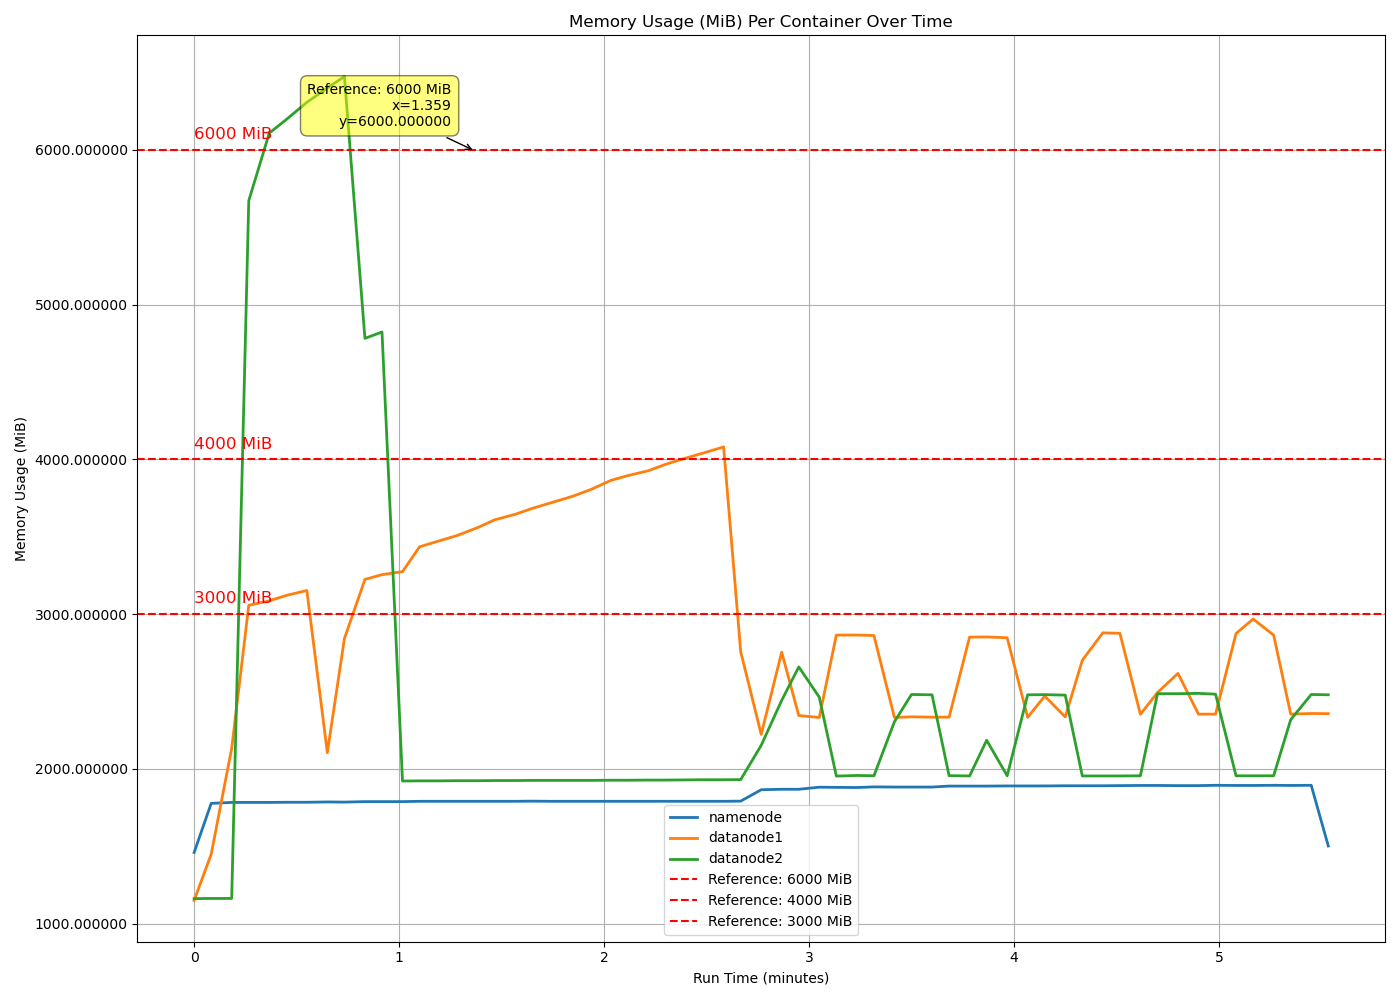 Memory Usage (MiB) Per Container Over Time
Reference: 6000 MiB
x=1.359
y=6000.000000
6000 MiB
4000 MiB
3000 MiB
6000.000000
5000.000000
4000.000000
3000.000000
2000.000000
1000.000000
Memory Usage (MiB)
namenode
datanode1
datanode2
Reference: 6000 MiB
Reference: 4000 MiB
Reference: 3000 MiB
0 1 2 3 4 5
Run Time (minutes)